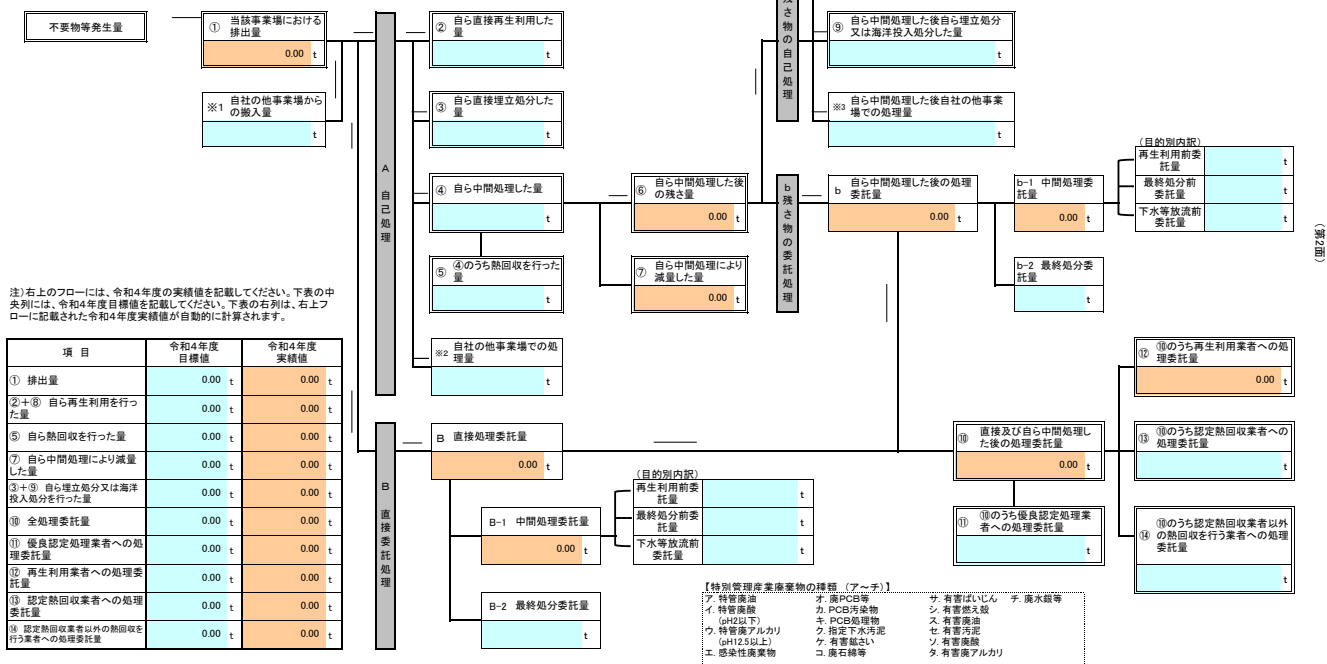 不要物等発生量
① 当該事業場における
排出量
0.00 t
※1 自社の他事業場から
の搬入量
t
A 自己処理
② 自ら直接再生利用した
量
t
③ 自ら直接埋立処分した
量
t
④ 自ら中間処理した量
t
⑤ ④のうち熱回収を行った
量
t
※2 自社の他事業場での処
理量
t
⑥ 自ら中間処理した後
の残さ量
0.00 t
⑦ 自ら中間処理により
減量した量
0.00 t
残さ物の自己処理
⑨ 自ら中間処理した後自ら埋立処分
又は海洋投入処分した量
t
※3 自ら中間処理した後自社の他事業
場での処理量
t
b 残さ物の委託処理
b 自ら中間処理した後の処理
委託量
0.00 t
b-1 中間処理委
託量
0.00 t
b-2 最終処分委
託量
t
(目的別内訳)
再生利用前委
託量
t
最終処分前
委託量
t
下水等放流前
委託量
t
(第2面)
注)右上のフローには、令和4年度の実績値を記載してください。下表の中
央列には、令和4年度目標値を記載してください。下表の右列は、右上フ
ローに記載された令和4年度実績値が自動的に計算されます。
項 目 令和4年度
目標値 令和4年度
実績値
① 排出量 0.00 t 0.00 t
②+⑧ 自ら再生利用を行っ
た量 0.00 t 0.00 t
⑤ 自ら熱回収を行った量 0.00 t 0.00 t
⑦ 自ら中間処理により減量
した量 0.00 t 0.00 t
③+⑨ 自ら埋立処分又は海洋
投入処分を行った量 0.00 t 0.00 t
⑩ 全処理委託量 0.00 t 0.00 t
⑪ 優良認定処理業者への処
理委託量 0.00 t 0.00 t
⑫ 再生利用業者への処理委
託量 0.00 t 0.00 t
⑬ 認定熱回収業者への処理
委託量 0.00 t 0.00 t
⑭ 認定熱回収業者以外の熱回収を
行う業者への処理委託量 0.00 t 0.00 t
B 直接委託処理
B 直接処理委託量
0.00 t
B-1 中間処理委託量
0.00 t
B-2 最終処分委託量
t
(目的別内訳)
再生利用前委
託量
t
最終処分前委
託量
t
下水等放流前
委託量
t
⑩ 直接及び自ら中間処理し
た後の処理委託量
0.00 t
⑪ ⑩のうち優良認定処理業
者への処理委託量
t
⑫ ⑩のうち再生利用業者への処
理委託量
0.00 t
⑬ ⑩のうち認定熱回収業者への
処理委託量
t
⑭ ⑩のうち認定熱回収業者以外
の熱回収を行う業者への処理
委託量
t
【特別管理産業廃棄物の種類 (ア~チ)】
ア. 特管廃油 オ. 廃PCB等 サ. 有害ばいじん チ. 廃水銀等
イ. 特管廃酸 カ. PCB汚染物 シ. 有害燃え殻
(pH2以下) キ. PCB処理物 ス. 有害廃油
ウ. 特管廃アルカリ ク. 指定下水汚泥 セ. 有害汚泥
(pH12.5以上) ケ. 有害鉱さい ソ. 有害廃酸
エ. 感染性廃棄物 コ. 廃石綿等 タ. 有害廃アルカリ